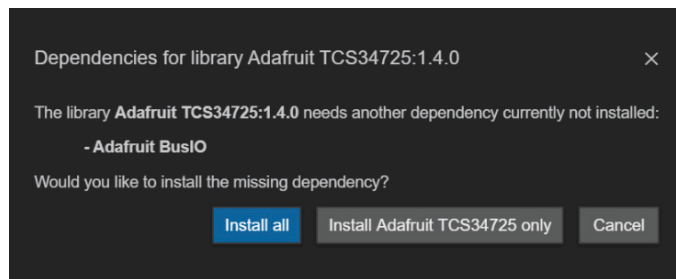 Dependencies for library Adafruit TCS34725:1.4.0
The library Adafruit TCS34725:1.4.0 needs another dependency currently not installed:
- Adafruit BusIO
Would you like to install the missing dependency?
Install all Install Adafruit TCS34725 only Cancel